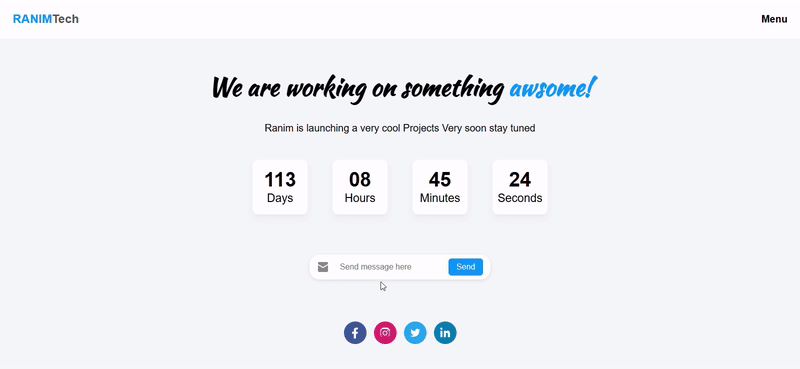 RANIMTech
Menu
We are working on something awsome!
Ranim is launching a very cool Projects Very soon stay tuned
113 08 45 24
Days Hours Minutes Seconds
Send message here Send